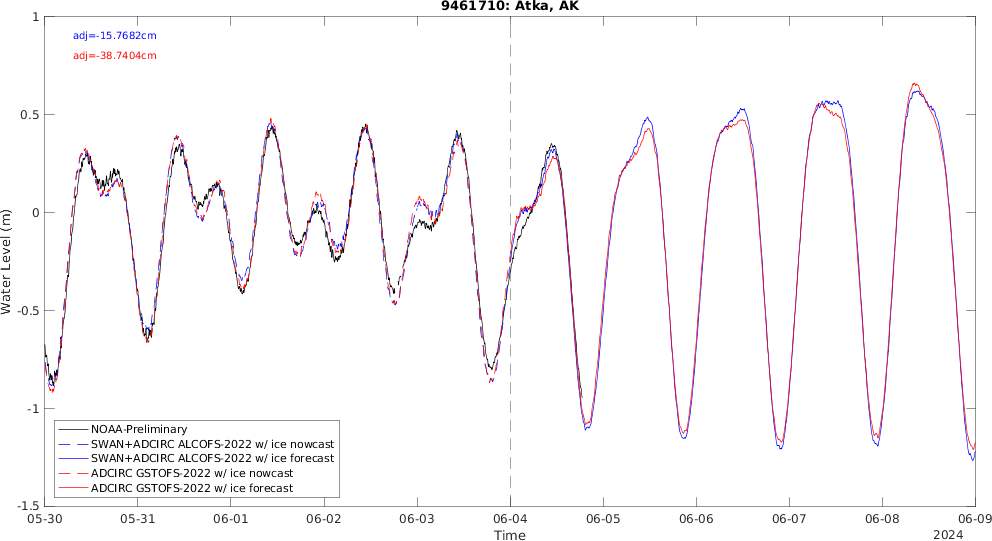 9461710: Atka, AK
adj=-15.7682cm
adj=-38.7404cm
1
0.5
0
-0.5
-1
-1.5
Water Level (m)
NOAA-Preliminary
SWAN+ADCIRC ALCOFS-2022 w/ ice nowcast
SWAN+ADCIRC ALCOFS-2022 w/ ice forecast
ADCIRC GSTOFS-2022 w/ ice nowcast
ADCIRC GSTOFS-2022 w/ ice forecast
05-30 05-31 06-01 06-02 06-03 06-04 06-05 06-06 06-07 06-08 06-09
Time
2024